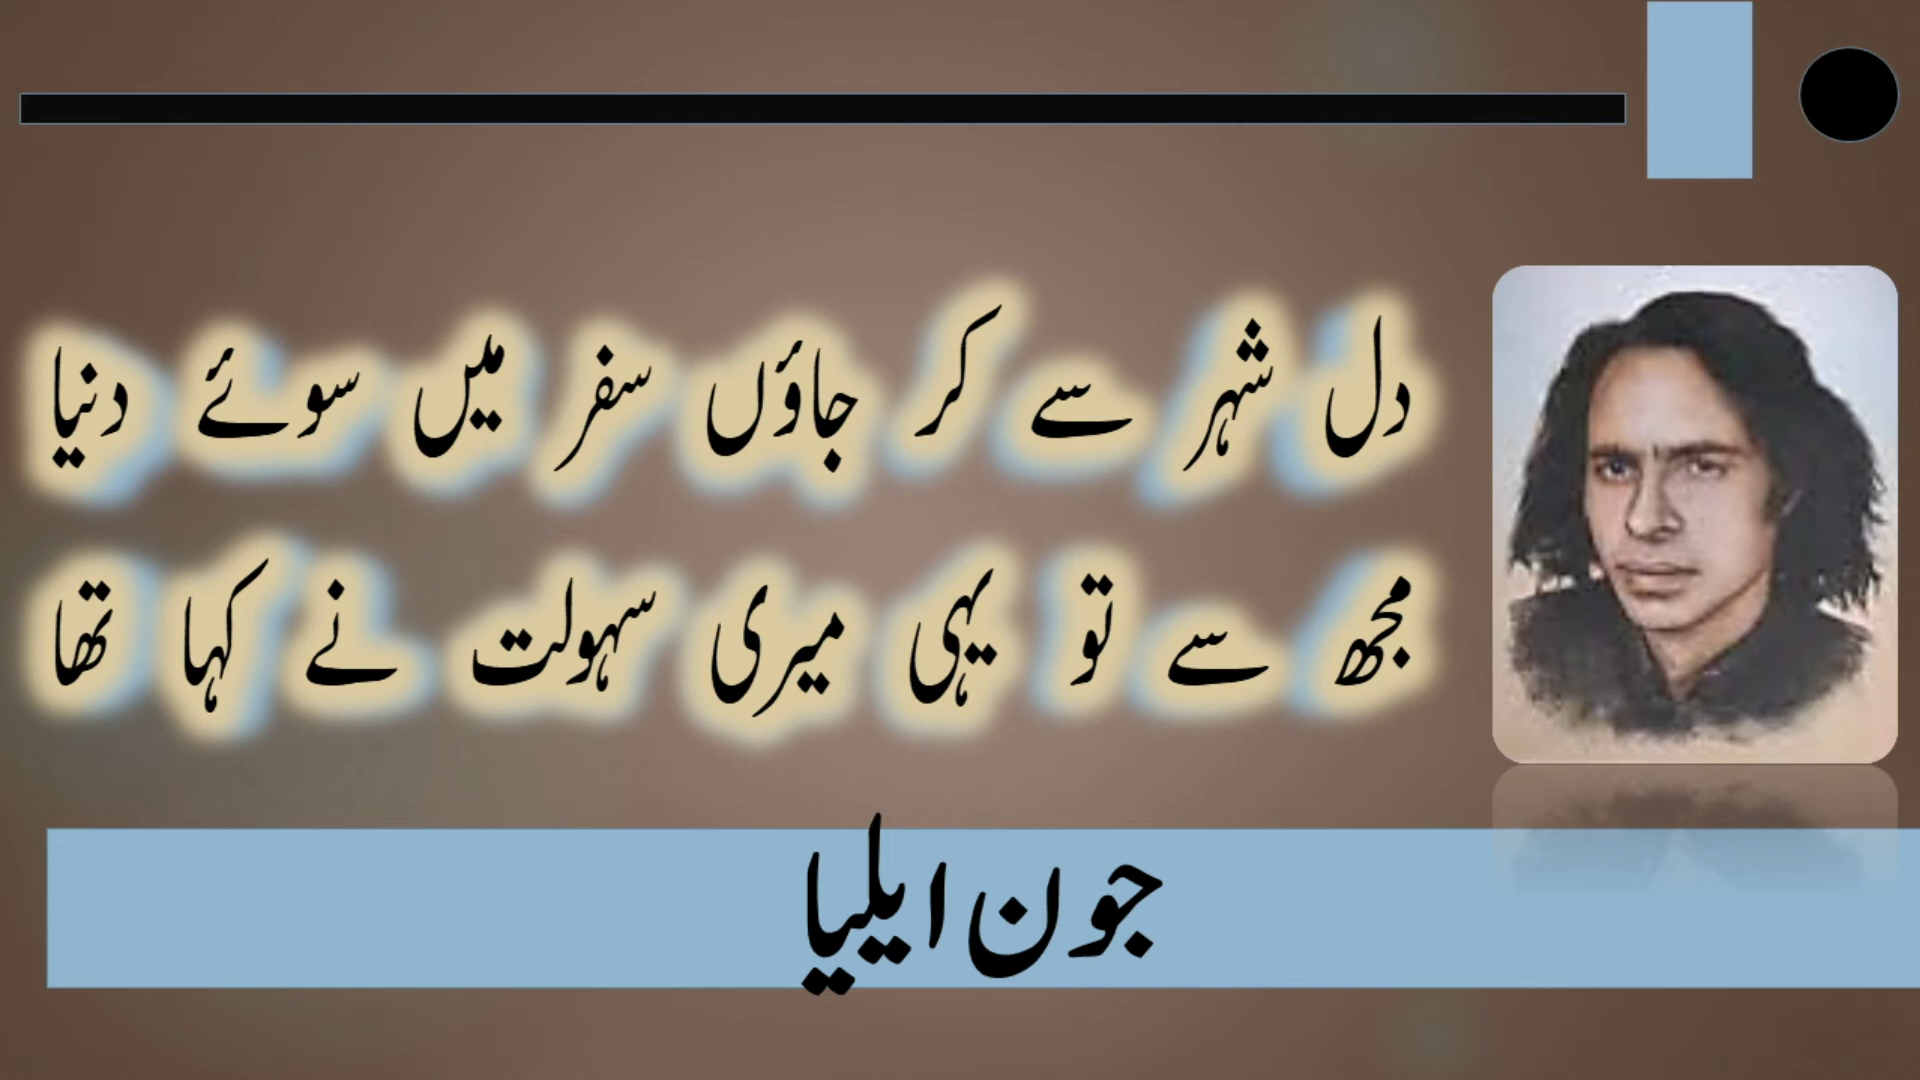 دل شہر سے کر جاؤں سفر میں سوئے دنیا
مجھ سے تو یہی میری سہولت نے کہا تھا
جون ایلیا